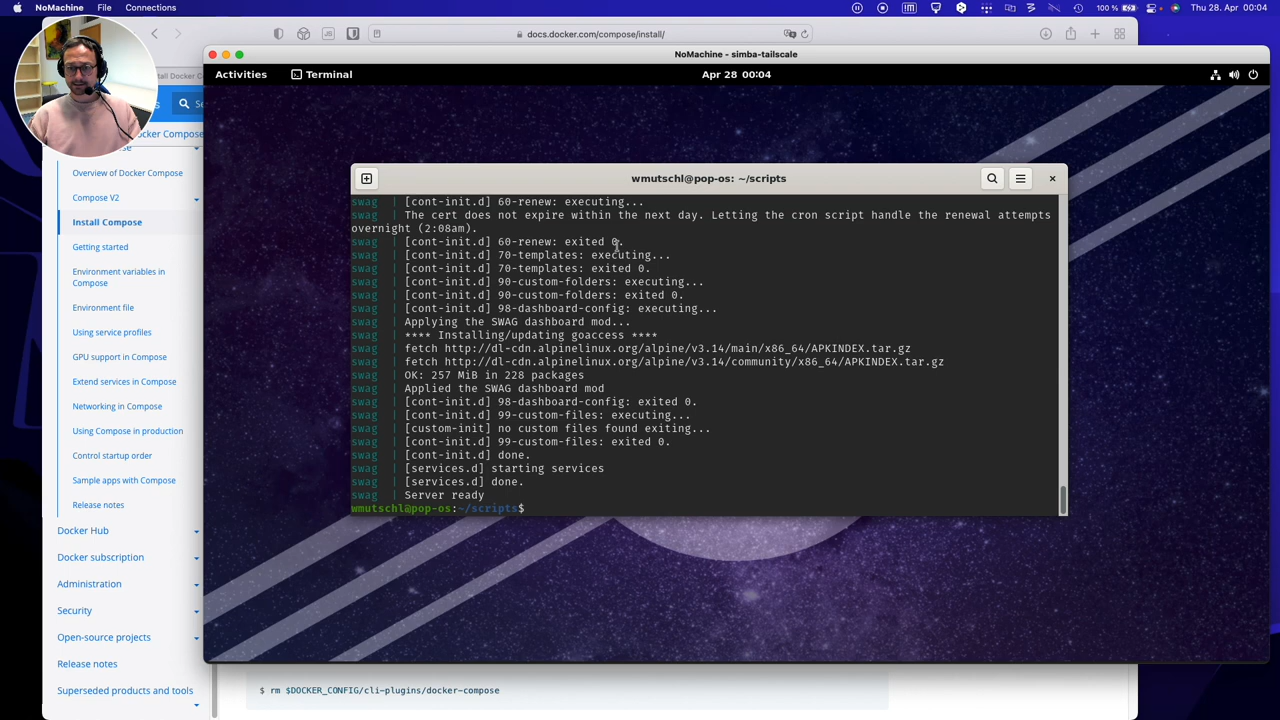 NoMachine File Connections 100 % Thu 28. Apr 00:04
docs.docker.com/compose/install/
NoMachine - simba-tailscale
Activities Terminal Apr 28 00:04
stall Docker C
ocker Compose
Overview of Docker Compose
Compose V2
Install Compose
Getting started
Environment variables in
Compose
Environment file
Using service profiles
GPU support in Compose
Extend services in Compose
Networking in Compose
Using Compose in production
Control startup order
Sample apps with Compose
Release notes
Docker Hub
Docker subscription
Administration
Security
Open-source projects
Release notes
Superseded products and tools
wmutschl@pop-os: ~/scripts
swag | [cont-init.d] 60-renew: executing...
swag | The cert does not expire within the next day. Letting the cron script handle the renewal attempts
overnight (2:08am).
swag | [cont-init.d] 60-renew: exited 0.
swag | [cont-init.d] 70-templates: executing...
swag | [cont-init.d] 70-templates: exited 0.
swag | [cont-init.d] 90-custom-folders: executing...
swag | [cont-init.d] 90-custom-folders: exited 0.
swag | [cont-init.d] 98-dashboard-config: executing...
swag | Applying the SWAG dashboard mod...
swag | **** Installing/updating goaccess ****
swag | fetch http://dl-cdn.alpinelinux.org/alpine/v3.14/main/x86_64/APKINDEX.tar.gz
swag | fetch http://dl-cdn.alpinelinux.org/alpine/v3.14/community/x86_64/APKINDEX.tar.gz
swag | OK: 257 MiB in 228 packages
swag | Applied the SWAG dashboard mod
swag | [cont-init.d] 98-dashboard-config: exited 0.
swag | [cont-init.d] 99-custom-files: executing...
swag | [custom-init] no custom files found exiting...
swag | [cont-init.d] 99-custom-files: exited 0.
swag | [cont-init.d] done.
swag | [services.d] starting services
swag | [services.d] done.
swag | Server ready
wmutschl@pop-os:~/scripts$
$ rm $DOCKER_CONFIG/cli-plugins/docker-compose